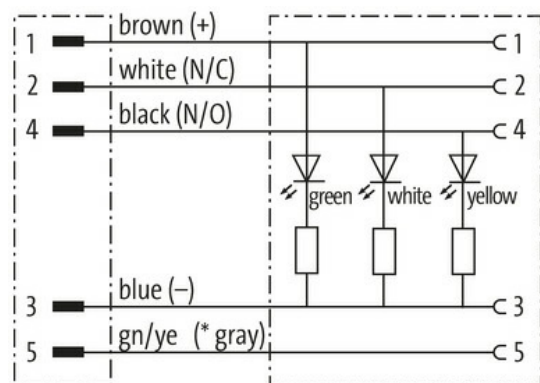 1 brown (+) 1
2 white (N/C) 2
4 black (N/O) 4
green white yellow
3 blue (–) 3
5 gn/ye (* gray) 5